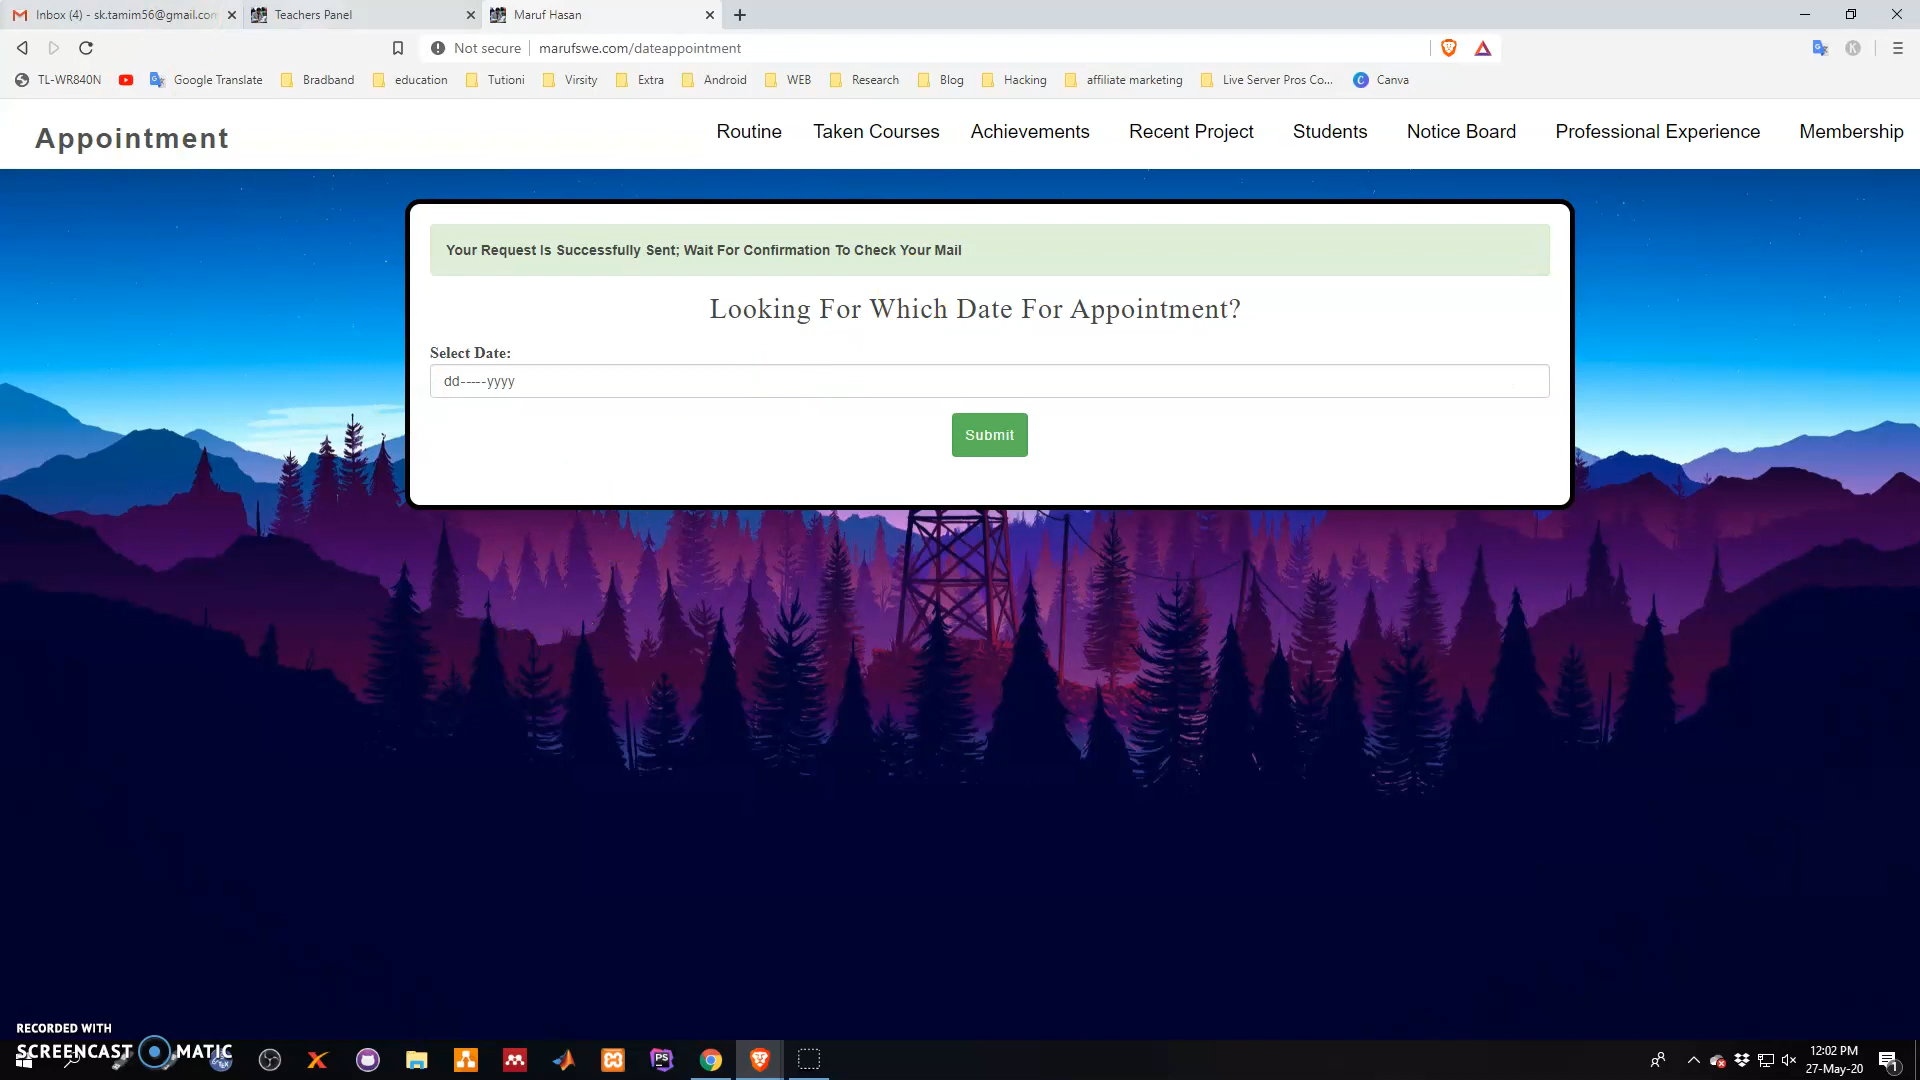 Inbox (4) - sk.tamim56@gmail.com
Teachers Panel
Maruf Hasan
Not secure
marufswe.com/dateappointment
TL-WR840N
Google Translate
Bradband
education
Tutioni
Virsity
Extra
Android
WEB
Research
Blog
Hacking
affiliate marketing
Live Server Pros Co...
Canva
Appointment
Routine
Taken Courses
Achievements
Recent Project
Students
Notice Board
Professional Experience
Membership
Your Request Is Successfully Sent; Wait For Confirmation To Check Your Mail
Looking For Which Date For Appointment?
Select Date:
dd-----yyyy
Submit
RECORDED WITH
SCREENCAST MATIC
12:02 PM
27-May-20